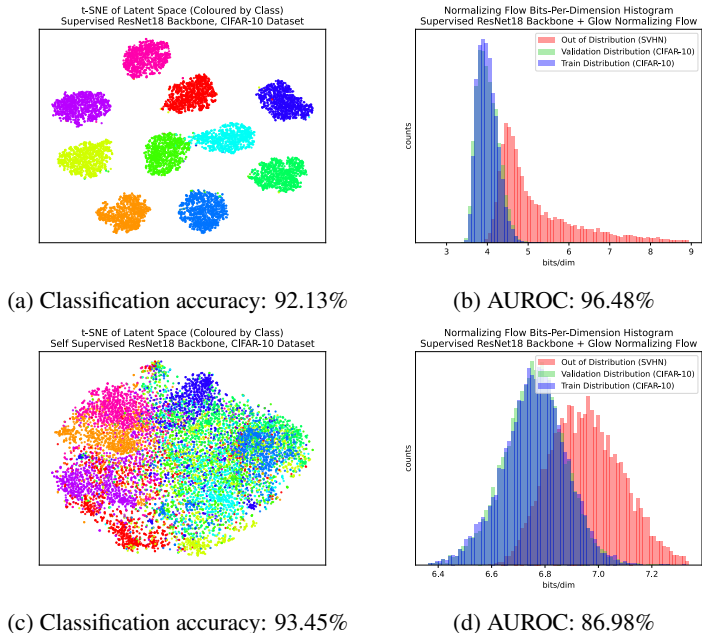 t-SNE of Latent Space (Coloured by Class)
Supervised ResNet18 Backbone, CIFAR-10 Dataset
(a) Classification accuracy: 92.13%
Normalizing Flow Bits-Per-Dimension Histogram
Supervised ResNet18 Backbone + Glow Normalizing Flow
Out of Distribution (SVHN)
Validation Distribution (CIFAR-10)
Train Distribution (CIFAR-10)
counts
3 4 5 6 7 8 9
bits/dim
(b) AUROC: 96.48%
t-SNE of Latent Space (Coloured by Class)
Self Supervised ResNet18 Backbone, CIFAR-10 Dataset
(c) Classification accuracy: 93.45%
Normalizing Flow Bits-Per-Dimension Histogram
Supervised ResNet18 Backbone + Glow Normalizing Flow
Out of Distribution (SVHN)
Validation Distribution (CIFAR-10)
Train Distribution (CIFAR-10)
counts
6.4 6.6 6.8 7.0 7.2
bits/dim
(d) AUROC: 86.98%